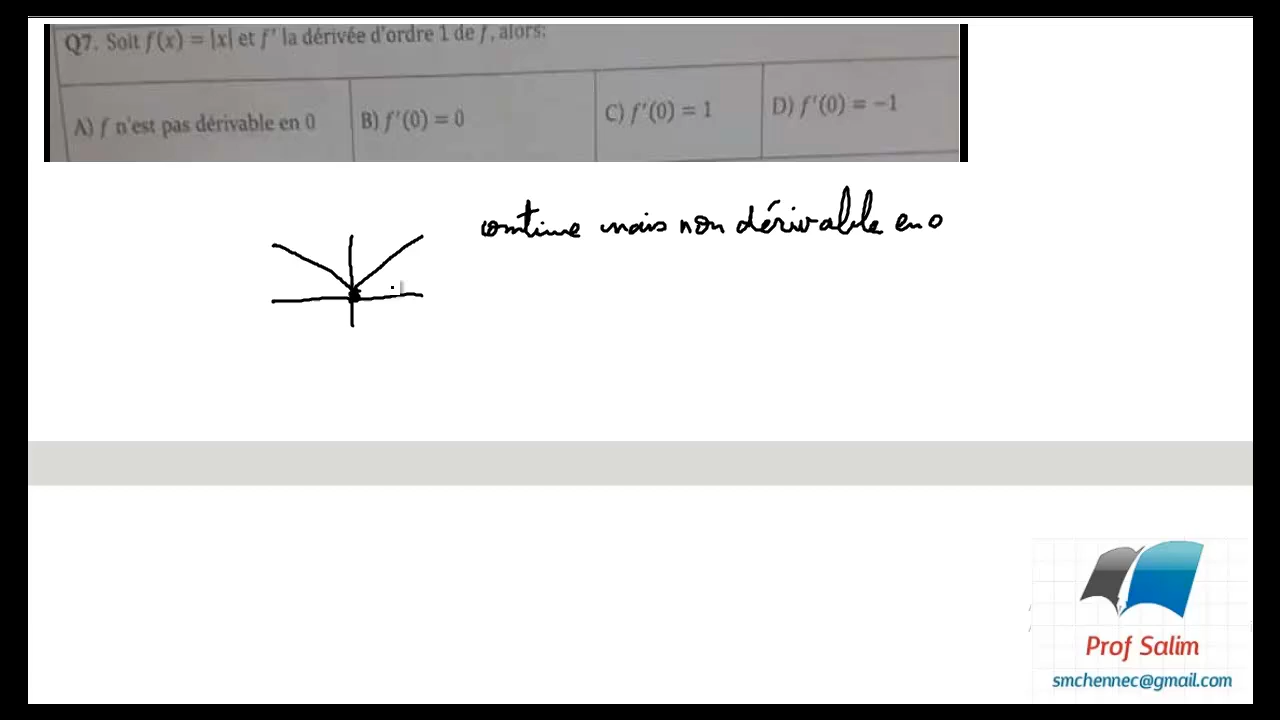 Q7. Soit f(x) = |x| et f' la dérivée d'ordre 1 de f, alors:
A) f n'est pas dérivable en 0
B) f'(0) = 0
C) f'(0) = 1
D) f'(0) = −1
continue mais non dérivable en 0
Prof Salim
smchennec@gmail.com